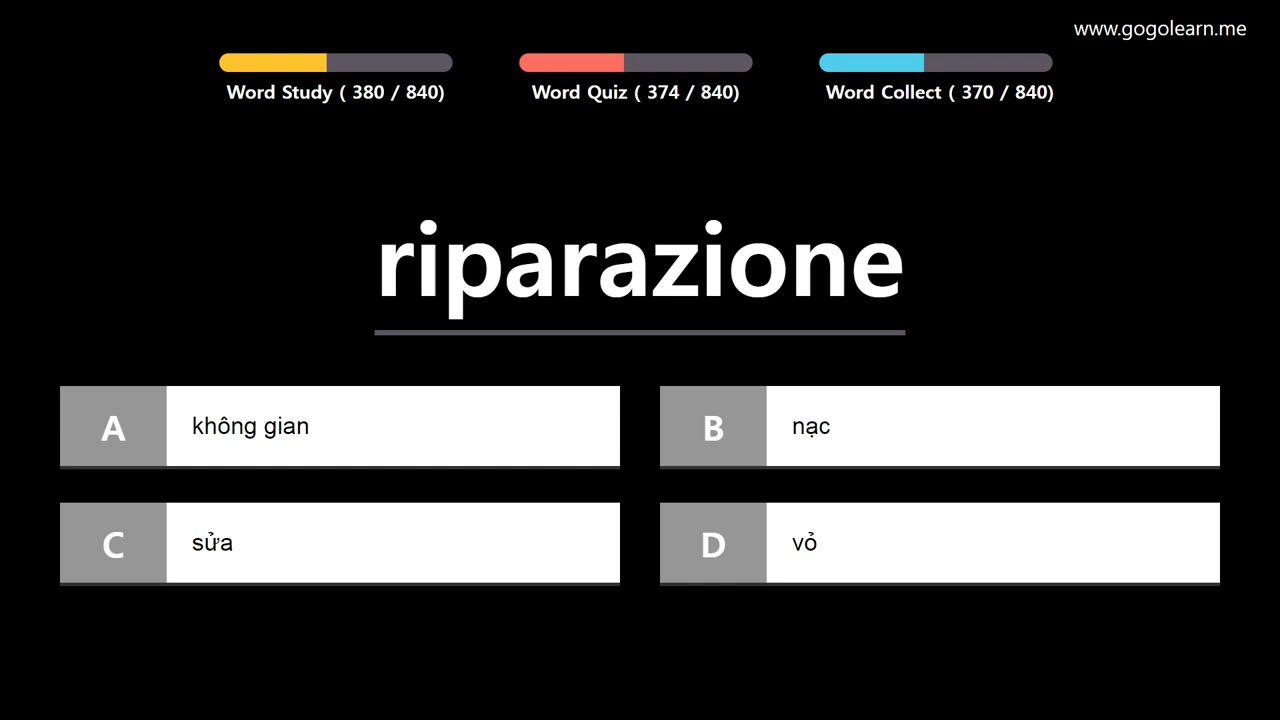 www.gogolearn.me
Word Study ( 380 / 840)
Word Quiz ( 374 / 840)
Word Collect ( 370 / 840)
riparazione
A không gian
B nạc
C sửa
D vỏ